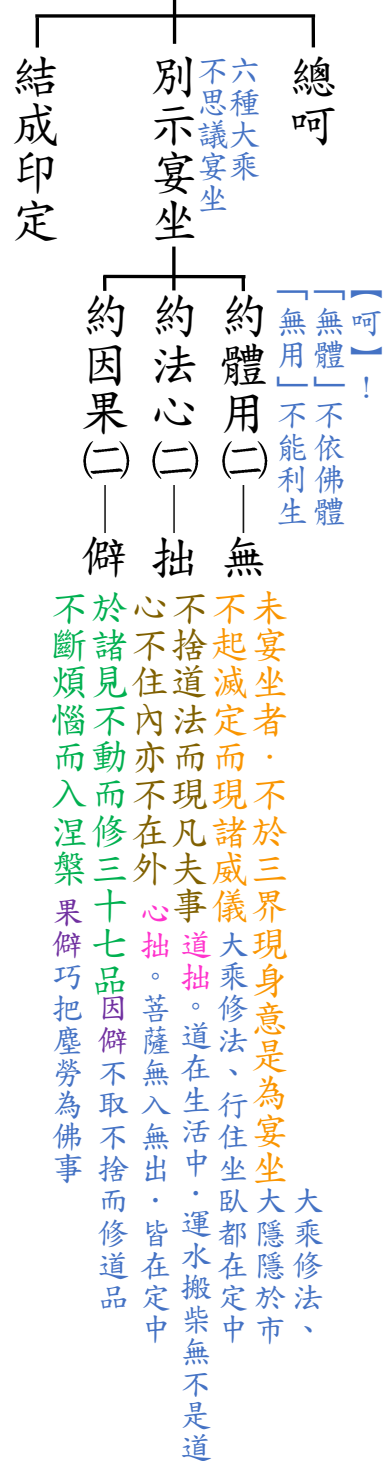 總呵
別示宴坐
六種大乘
不思議宴坐
結成印定
【呵】！
「無體」不依佛體
「無用」不能利生
約體用㈡—無
約法心㈡—拙
約因果㈡—僻
未宴坐者．不於三界現身意是為宴坐
大乘修法、
大隱隱於市
不起滅定而現諸威儀
大乘修法、行住坐臥都在定中
不捨道法而現凡夫事
道拙。道在生活中．運水搬柴無不是道
心不住內亦不在外
心拙。菩薩無入無出．皆在定中
於諸見不動而修三十七品
因僻不取不捨而修道品
不斷煩惱而入涅槃
果僻巧把塵勞為佛事